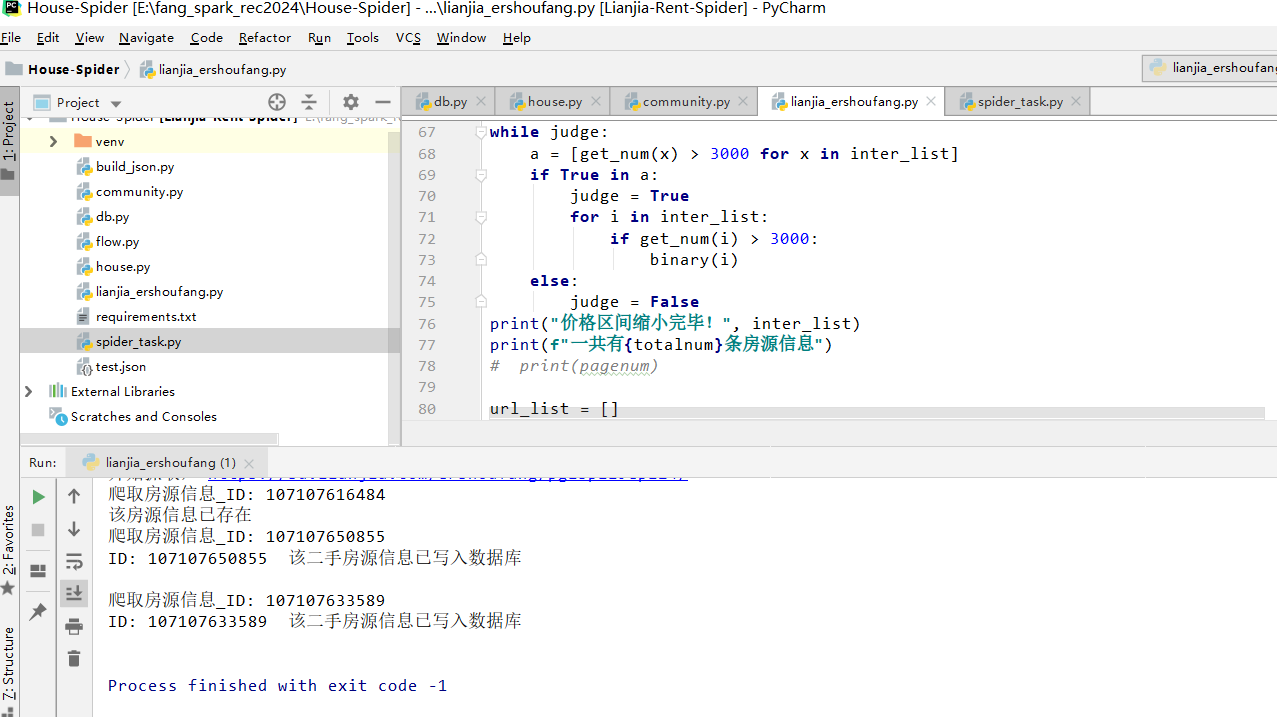 House-Spider [E:\fang_spark_rec2024\House-Spider] - ...\lianjia_ershoufang.py [Lianjia-Rent-Spider] - PyCharm
File Edit View Navigate Code Refactor Run Tools VCS Window Help
House-Spider lianjia_ershoufang.py lianjia_ershoufang
Project db.py house.py community.py lianjia_ershoufang.py spider_task.py
1: Project
House-Spider [Lianjia-Rent-Spider] E:\fang_spark_r
venv
build_json.py
community.py
db.py
flow.py
house.py
lianjia_ershoufang.py
requirements.txt
spider_task.py
test.json
External Libraries
Scratches and Consoles
67 while judge:
68 a = [get_num(x) > 3000 for x in inter_list]
69 if True in a:
70 judge = True
71 for i in inter_list:
72 if get_num(i) > 3000:
73 binary(i)
74 else:
75 judge = False
76 print("价格区间缩小完毕！", inter_list)
77 print(f"一共有{totalnum}条房源信息")
78 # print(pagenum)
79
80 url_list = []
Run: lianjia_ershoufang (1)
爬取房源信息_ID: 107107616484
该房源信息已存在
爬取房源信息_ID: 107107650855
ID: 107107650855 该二手房源信息已写入数据库
爬取房源信息_ID: 107107633589
ID: 107107633589 该二手房源信息已写入数据库
Process finished with exit code -1
2: Favorites
7: Structure